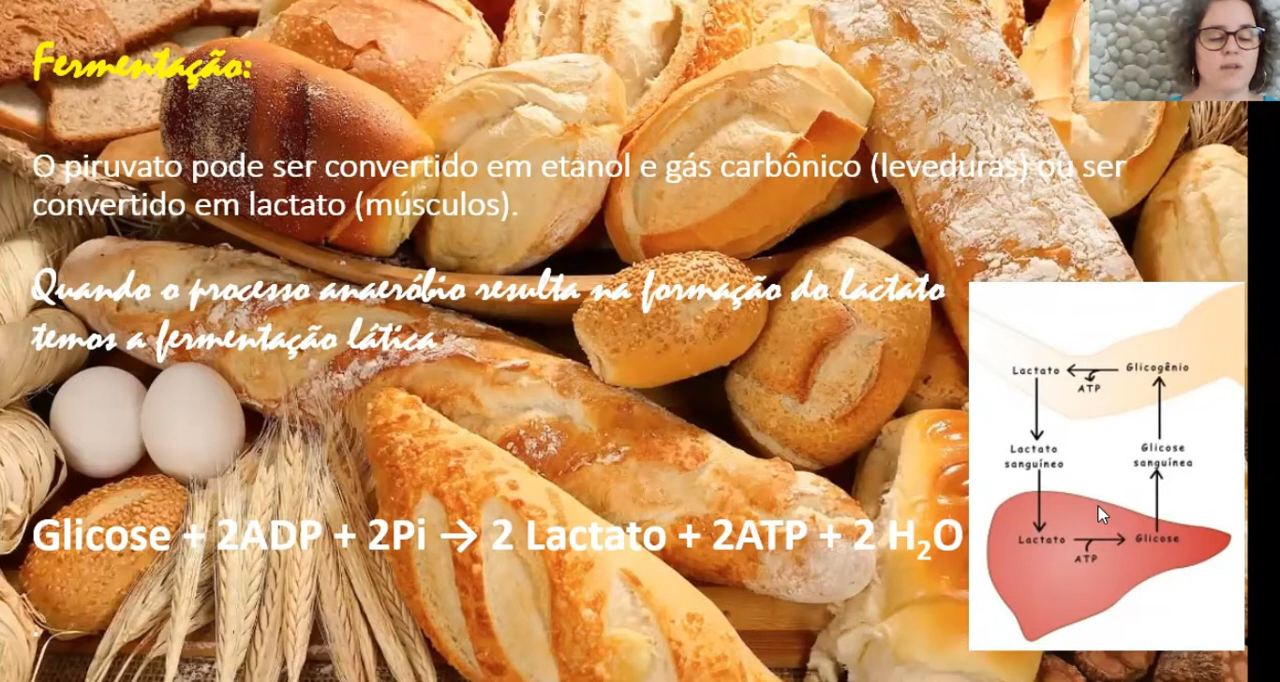 Fermentação:
O piruvato pode ser convertido em etanol e gás carbônico (leveduras) ou ser
convertido em lactato (músculos).
Quando o processo anaeróbio resulta na formação do lactato
temos a fermentação lática
Glicose + 2ADP + 2Pi → 2 Lactato + 2ATP + 2 H₂O
.
Lactato ← Glicogênio
ATP
Lactato
sanguíneo
Glicose
sanguínea
Lactato → Glicose
ATP